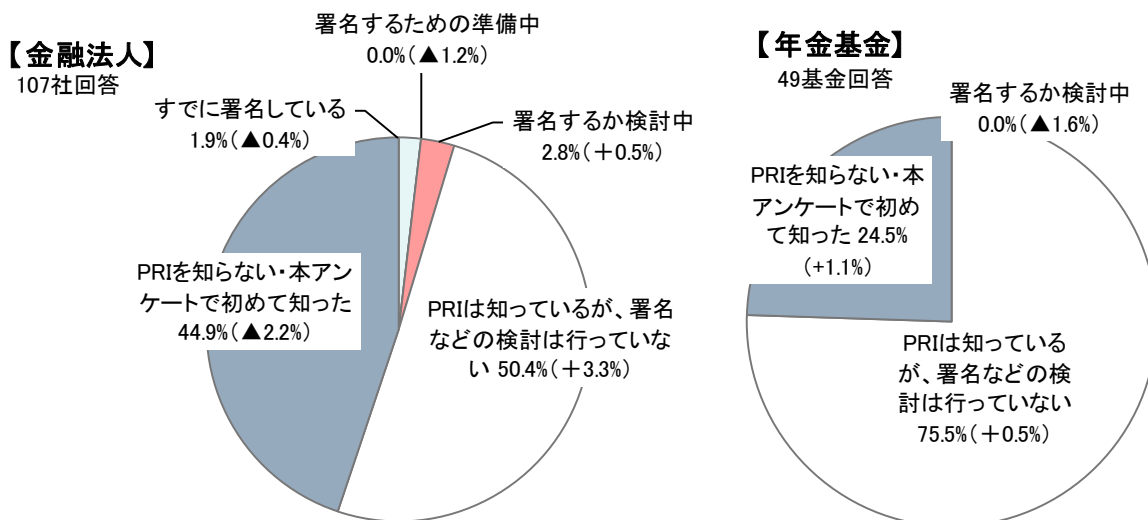 【金融法人】
107社回答
署名するための準備中
0.0%(▲1.2%)
すでに署名している
1.9%(▲0.4%)
署名するか検討中
2.8%(＋0.5%)
PRIを知らない・本アン
ケートで初めて知った
44.9%(▲2.2%)
PRIは知っているが、署名
などの検討は行っていな
い 50.4%(＋3.3%)
【年金基金】
49基金回答
署名するか検討中
0.0%(▲1.6%)
PRIを知らない・本
アンケートで初め
て知った 24.5%
(+1.1%)
PRIは知っている
が、署名などの検
討は行っていない
75.5%(＋0.5%)